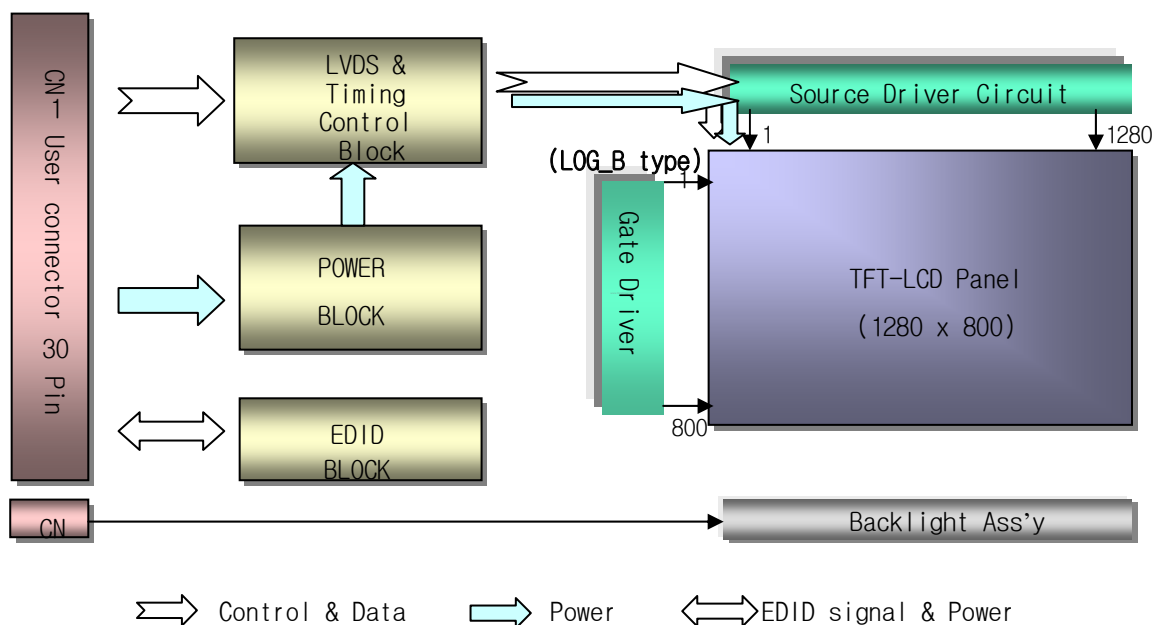 CN-1 User connector 30 Pin
LVDS &
Timing
Control
Block
Source Driver Circuit
1
1280
(LOG_B type)
1
Gate Driver
800
POWER
BLOCK
TFT-LCD Panel
(1280 x 800)
EDID
BLOCK
CN
Backlight Ass'y
Control & Data
Power
EDID signal & Power